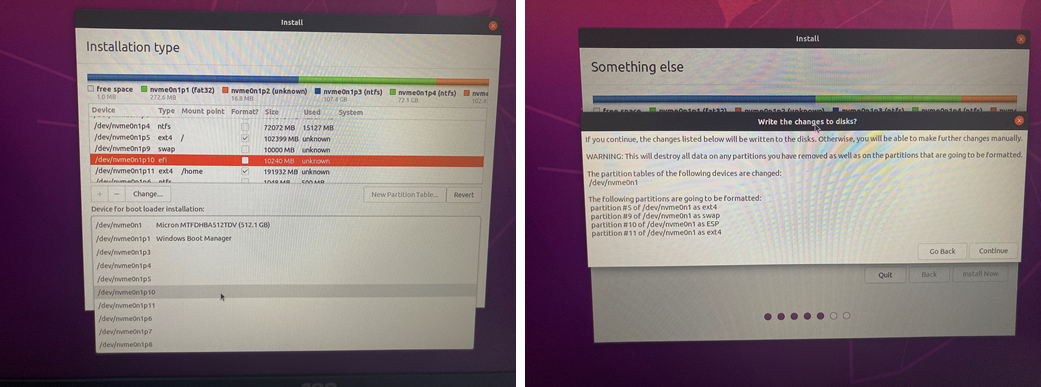 Install
Installation type
free space
1.0 MB
nvme0n1p1 (fat32)
272.6 MB
nvme0n1p2 (unknown)
16.8 MB
nvme0n1p3 (ntfs)
107.4 GB
nvme0n1p4 (ntfs)
72.1 GB
nvme
102.4
Device Type Mount point Format? Size Used System
/dev/nvme0n1p4 ntfs 72072 MB 15127 MB
/dev/nvme0n1p5 ext4 / 102399 MB unknown
/dev/nvme0n1p9 swap 10000 MB unknown
/dev/nvme0n1p10 efi 10240 MB unknown
/dev/nvme0n1p11 ext4 /home 191932 MB unknown
/dev/nvme0n1p6 ntfs 1048 MB 500 MB
+ − Change... New Partition Table... Revert
Device for boot loader installation:
/dev/nvme0n1 Micron MTFDHBA512TDV (512.1 GB)
/dev/nvme0n1p1 Windows Boot Manager
/dev/nvme0n1p3
/dev/nvme0n1p4
/dev/nvme0n1p5
/dev/nvme0n1p10
/dev/nvme0n1p11
/dev/nvme0n1p6
/dev/nvme0n1p7
/dev/nvme0n1p8
Install
Something else
Write the changes to disks?
If you continue, the changes listed below will be written to the disks. Otherwise, you will be able to make further changes manually.
WARNING: This will destroy all data on any partitions you have removed as well as on the partitions that are going to be formatted.
The partition tables of the following devices are changed:
/dev/nvme0n1
The following partitions are going to be formatted:
partition #5 of /dev/nvme0n1 as ext4
partition #9 of /dev/nvme0n1 as swap
partition #10 of /dev/nvme0n1 as ESP
partition #11 of /dev/nvme0n1 as ext4
Go Back Continue
Quit Back Install Now